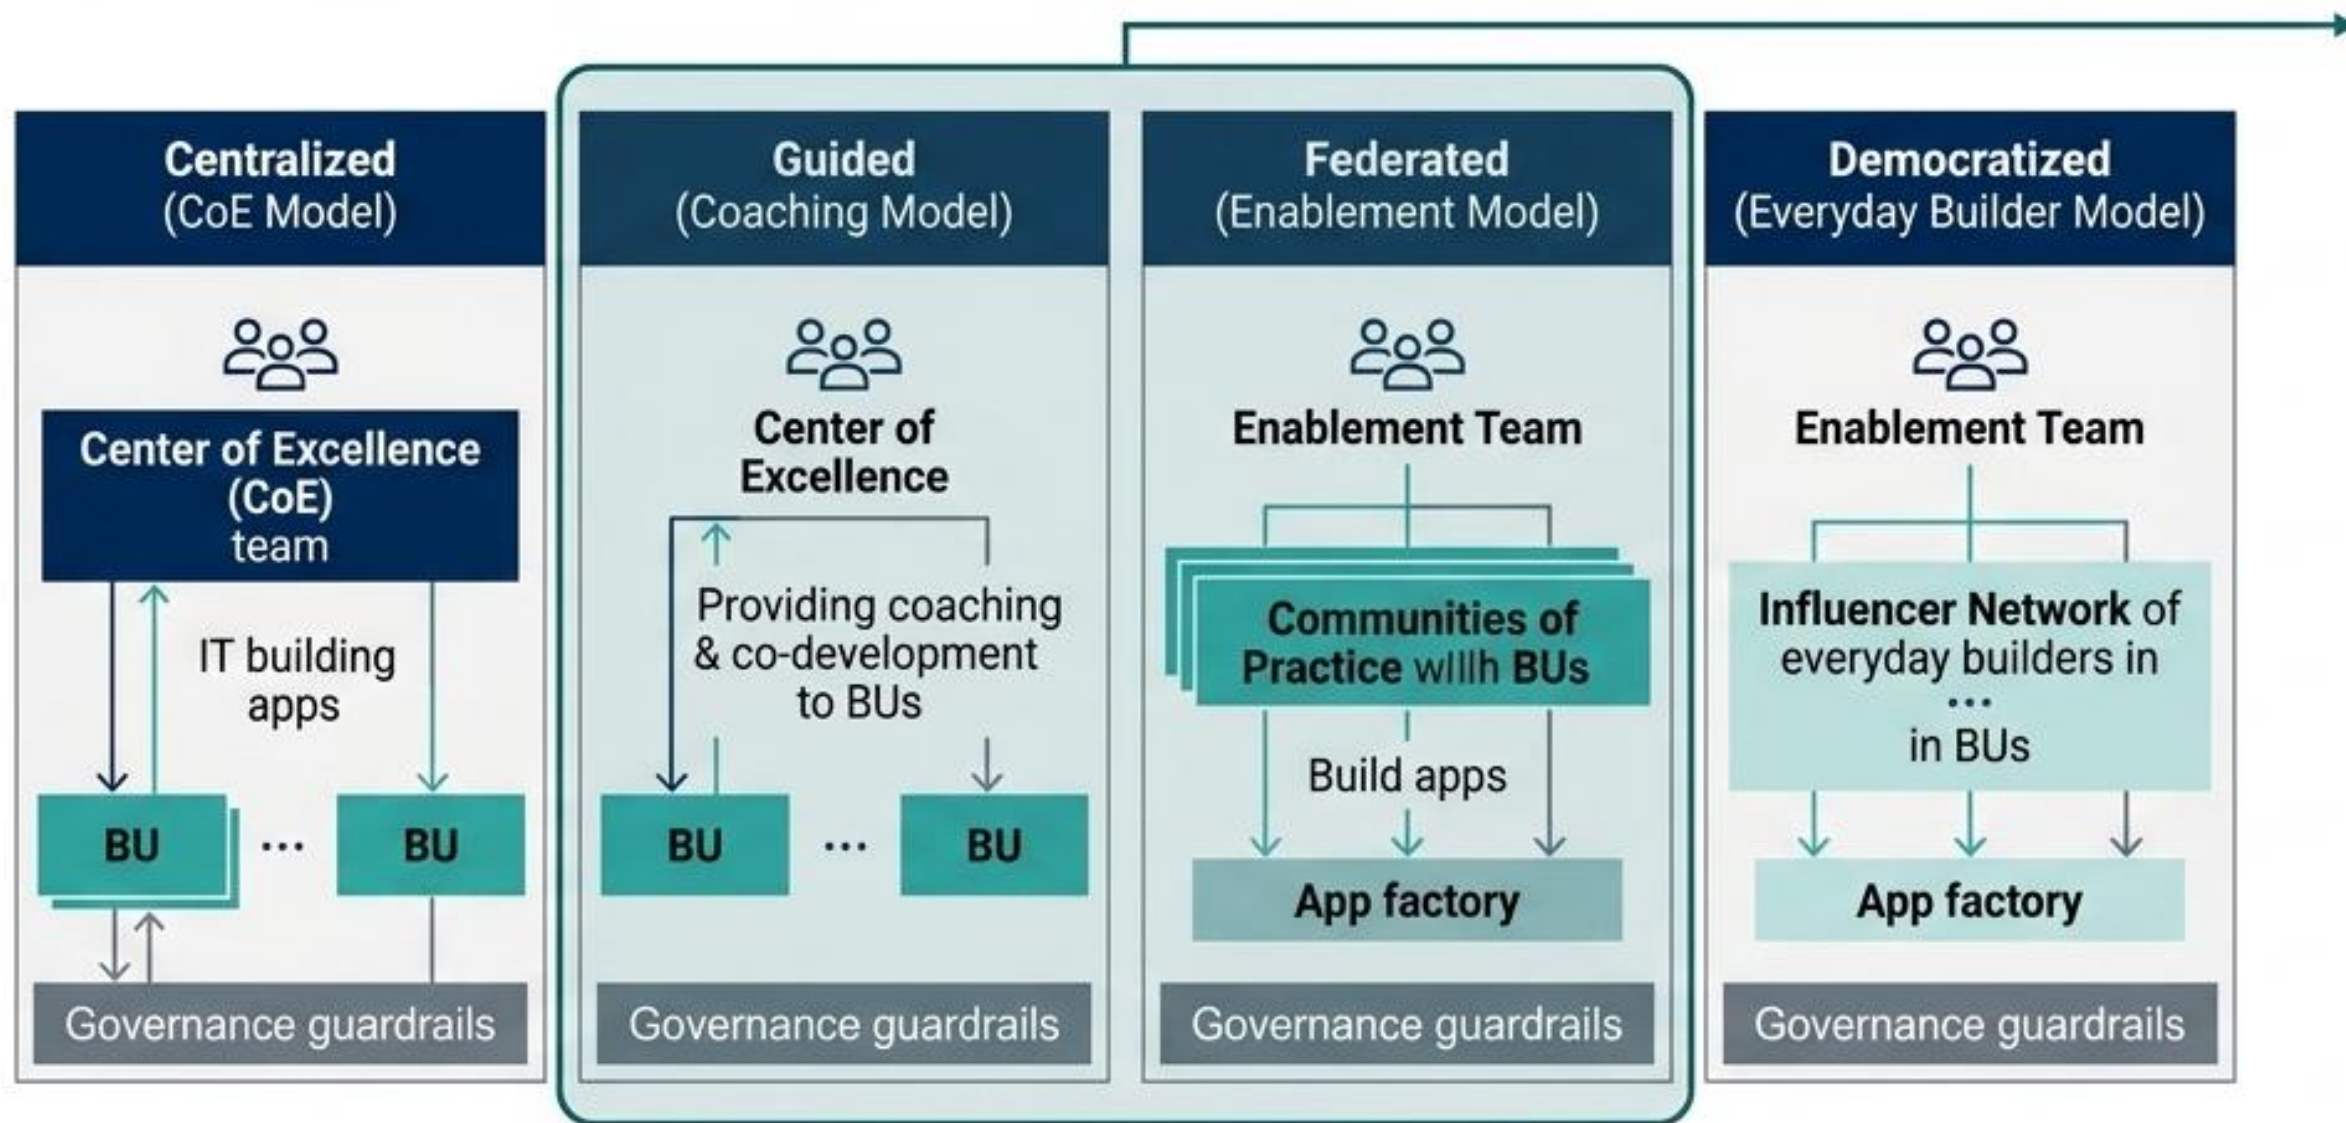 Centralized
(CoE Model)
Center of Excellence
(CoE)
team
IT building
apps
BU
...
BU
Governance guardrails
Guided
(Coaching Model)
Center of
Excellence
Providing coaching
& co-development
to BUs
BU
...
BU
Governance guardrails
Federated
(Enablement Model)
Enablement Team
Communities of
Practice wIllh BUs
Build apps
App factory
Governance guardrails
Democratized
(Everyday Builder Model)
Enablement Team
Influencer Network of
everyday builders in
...
in BUs
App factory
Governance guardrails